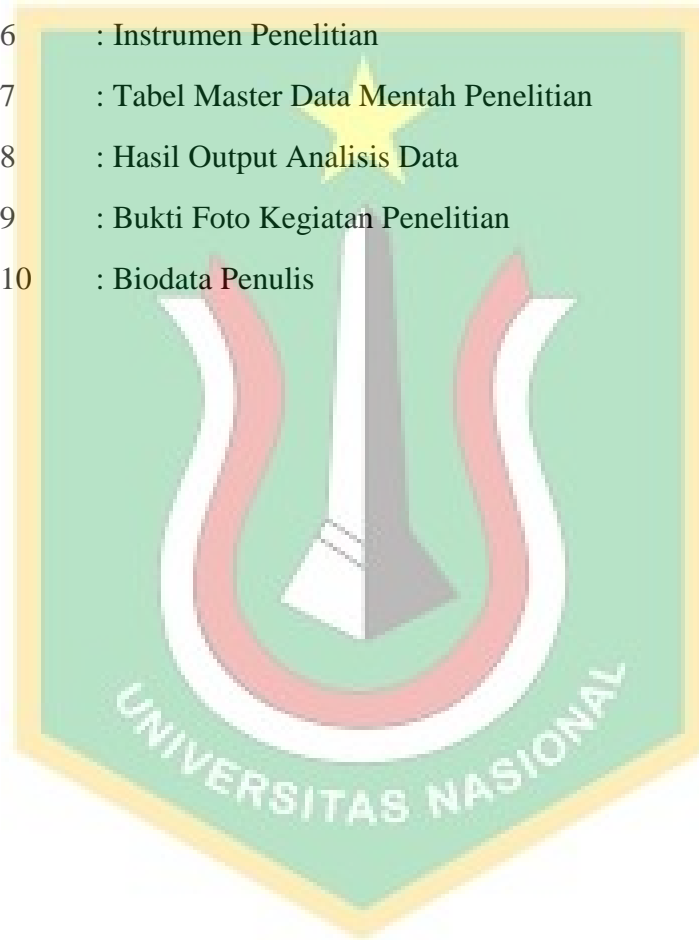 6 : Instrumen Penelitian
7 : Tabel Master Data Mentah Penelitian
8 : Hasil Output Analisis Data
9 : Bukti Foto Kegiatan Penelitian
10 : Biodata Penulis
UNIVERSITAS NASIONAL